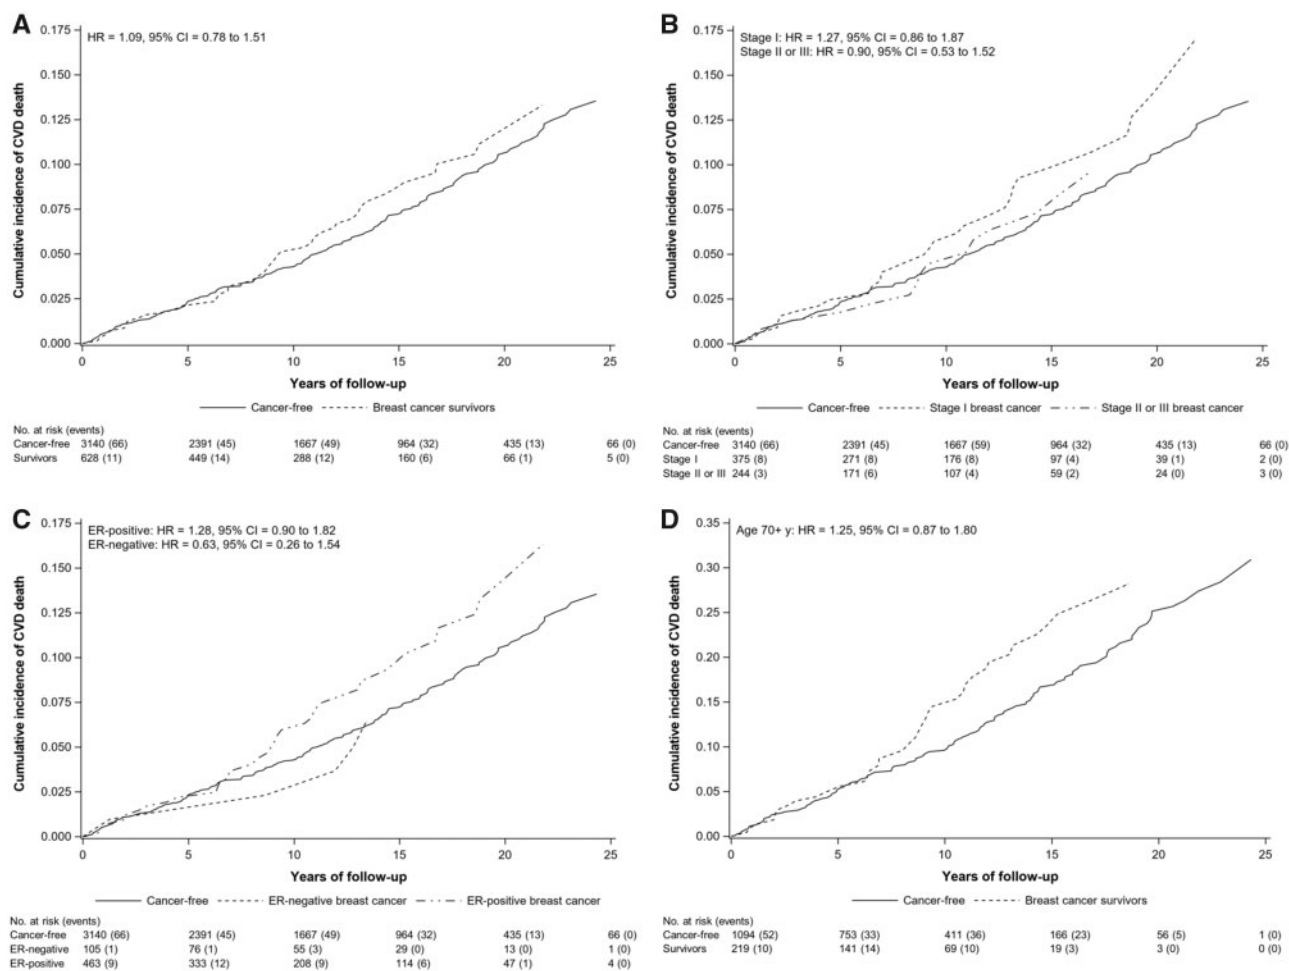 A
HR = 1.09, 95% CI = 0.78 to 1.51
Cumulative incidence of CVD death
0.175
0.150
0.125
0.100
0.075
0.050
0.025
0.000
0 5 10 15 20 25
Years of follow-up
Cancer-free Breast cancer survivors
No. at risk (events)
Cancer-free 3140 (66) 2391 (45) 1667 (49) 964 (32) 435 (13) 66 (0)
Survivors 628 (11) 449 (14) 288 (12) 160 (6) 66 (1) 5 (0)
B
Stage I: HR = 1.27, 95% CI = 0.86 to 1.87
Stage II or III: HR = 0.90, 95% CI = 0.53 to 1.52
Cumulative incidence of CVD death
0.175
0.150
0.125
0.100
0.075
0.050
0.025
0.000
0 5 10 15 20 25
Years of follow-up
Cancer-free Stage I breast cancer Stage II or III breast cancer
No. at risk (events)
Cancer-free 3140 (66) 2391 (45) 1667 (59) 964 (32) 435 (13) 66 (0)
Stage I 375 (8) 271 (8) 176 (8) 97 (4) 39 (1) 2 (0)
Stage II or III 244 (3) 171 (6) 107 (4) 59 (2) 24 (0) 3 (0)
C
ER-positive: HR = 1.28, 95% CI = 0.90 to 1.82
ER-negative: HR = 0.63, 95% CI = 0.26 to 1.54
Cumulative incidence of CVD death
0.175
0.150
0.125
0.100
0.075
0.050
0.025
0.000
0 5 10 15 20 25
Years of follow-up
Cancer-free ER-negative breast cancer ER-positive breast cancer
No. at risk (events)
Cancer-free 3140 (66) 2391 (45) 1667 (49) 964 (32) 435 (13) 66 (0)
ER-negative 105 (1) 76 (1) 55 (3) 29 (0) 13 (0) 1 (0)
ER-positive 463 (9) 333 (12) 208 (9) 114 (6) 47 (1) 4 (0)
D
Age 70+ y: HR = 1.25, 95% CI = 0.87 to 1.80
Cumulative incidence of CVD death
0.35
0.30
0.25
0.20
0.15
0.10
0.05
0.00
0 5 10 15 20 25
Years of follow-up
Cancer-free Breast cancer survivors
No. at risk (events)
Cancer-free 1094 (52) 753 (33) 411 (36) 166 (23) 56 (5) 1 (0)
Survivors 219 (10) 141 (14) 69 (10) 19 (3) 3 (0) 0 (0)